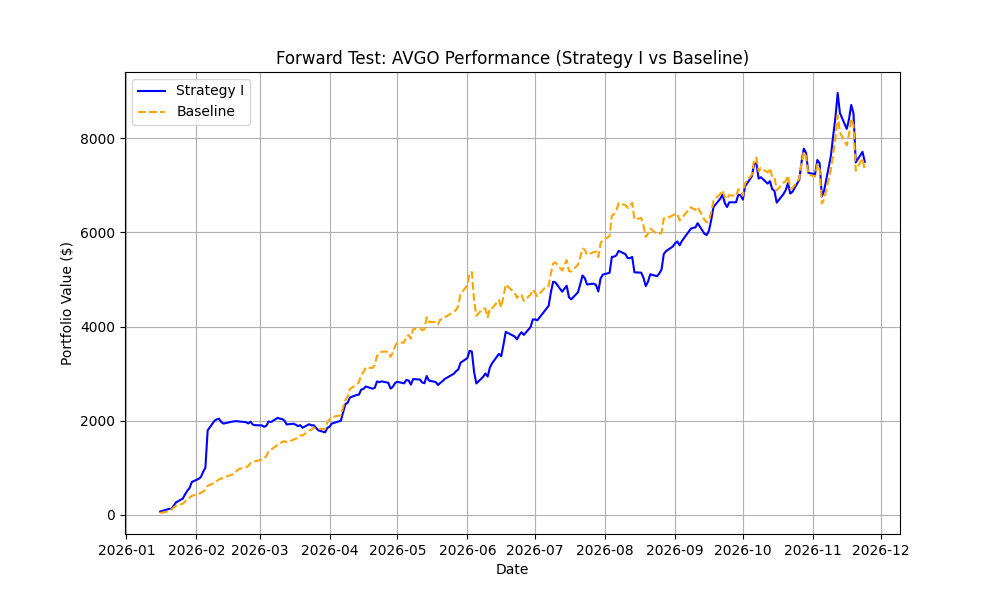 Forward Test: AVGO Performance (Strategy I vs Baseline)
Strategy I
Baseline
Portfolio Value ($)
8000
6000
4000
2000
0
2026-01 2026-02 2026-03 2026-04 2026-05 2026-06 2026-07 2026-08 2026-09 2026-10 2026-11 2026-12
Date